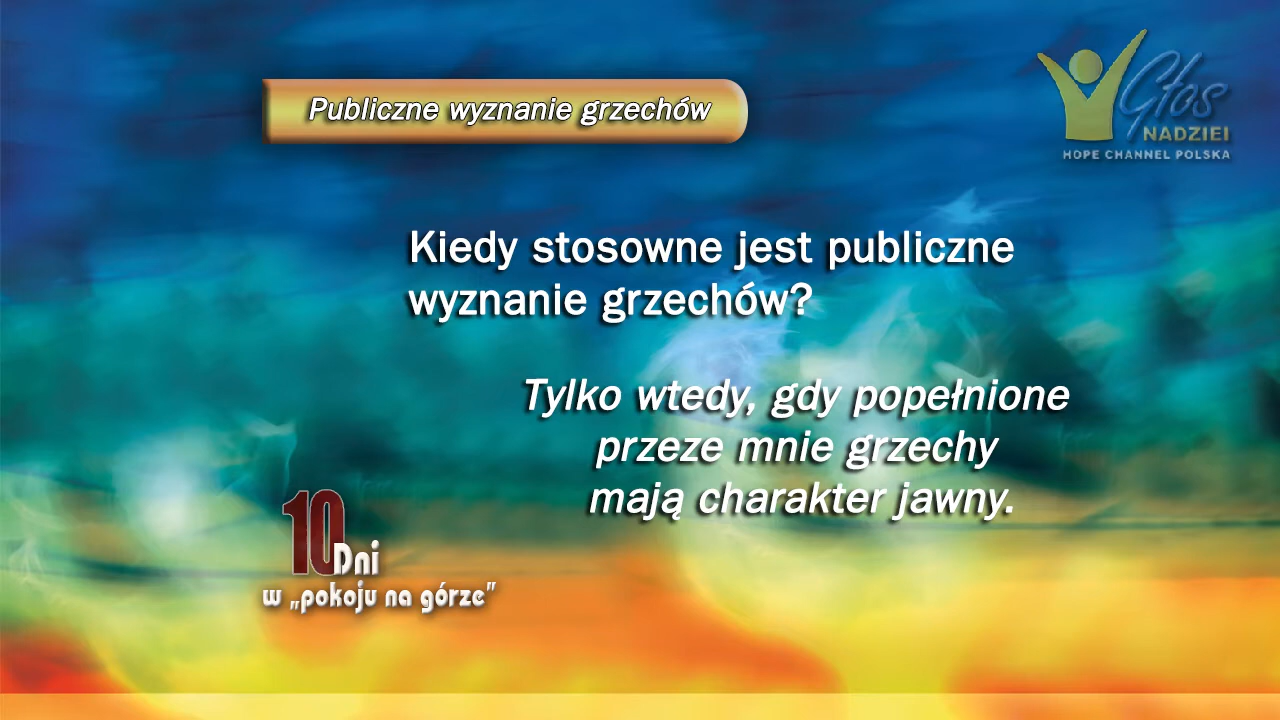 Publiczne wyznanie grzechów
Głos
NADZIEI
HOPE CHANNEL POLSKA
Kiedy stosowne jest publiczne
wyznanie grzechów?
Tylko wtedy, gdy popełnione
przeze mnie grzechy
mają charakter jawny.
10 Dni
w „pokoju na górze”